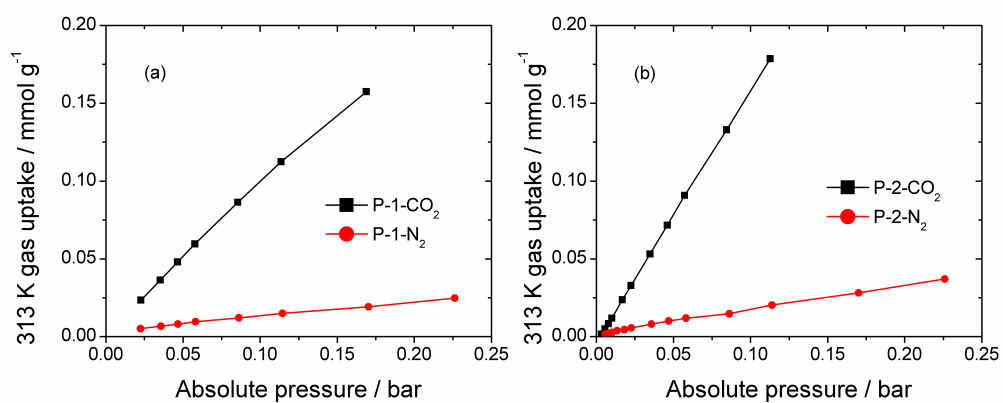 313 K gas uptake / mmol g⁻¹
0.20
0.15
0.10
0.05
0.00
(a)
P-1-CO₂
P-1-N₂
0.00 0.05 0.10 0.15 0.20 0.25
Absolute pressure / bar
313 K gas uptake / mmol g⁻¹
0.20
0.15
0.10
0.05
0.00
(b)
P-2-CO₂
P-2-N₂
0.00 0.05 0.10 0.15 0.20 0.25
Absolute pressure / bar